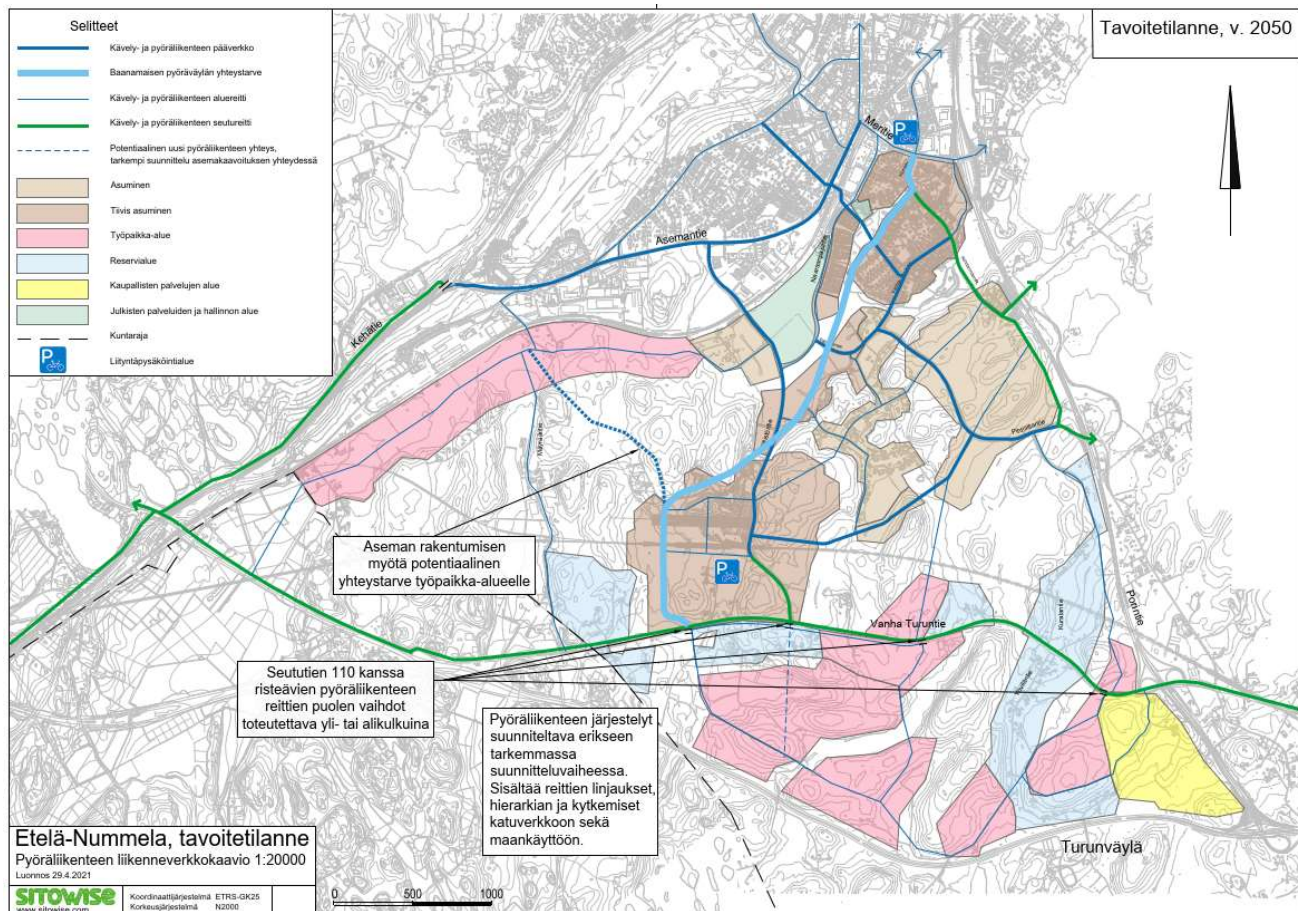 Selitteet
Kävely- ja pyöräliikenteen pääverkko
Baanamaisen pyöräväylän yhteystarve
Kävely- ja pyöräliikenteen aluereitti
Kävely- ja pyöräliikenteen seutureitti
Potentiaalinen uusi pyöräliikenteen yhteys,
tarkempi suunnittelu asemakaavoituksen yhteydessä
Asuminen
Tiivis asuminen
Työpaikka-alue
Reservialue
Kaupallisten palvelujen alue
Julkisten palveluiden ja hallinnon alue
Kuntaraja
P
Liityntäpysäköintialue
Tavoitetilanne, v. 2050
Meritie
P
Asemantie
Kehätie
Aseman rakentumisen
myötä potentiaalinen
yhteystarve työpaikka-alueelle
P
Vanha Turuntie
Porintie
Seututien 110 kanssa
risteävien pyöräliikenteen
reittien puolen vaihdot
toteutettava yli- tai alikulkuina
Pyöräliikenteen järjestelyt
suunniteltava erikseen
tarkemmassa
suunnitteluvaiheessa.
Sisältää reittien linjaukset,
hierarkian ja kytkemiset
katuverkkoon sekä
maankäyttöön.
Turunväylä
Etelä-Nummela, tavoitetilanne
Pyöräliikenteen liikenneverkkokaavio 1:20000
Luonnos 29.4.2021
SITOWISE
www.sitowise.com
Koordinaattijärjestelmä ETRS-GK25
Korkeusjärjestelmä N2000
0 500 1000